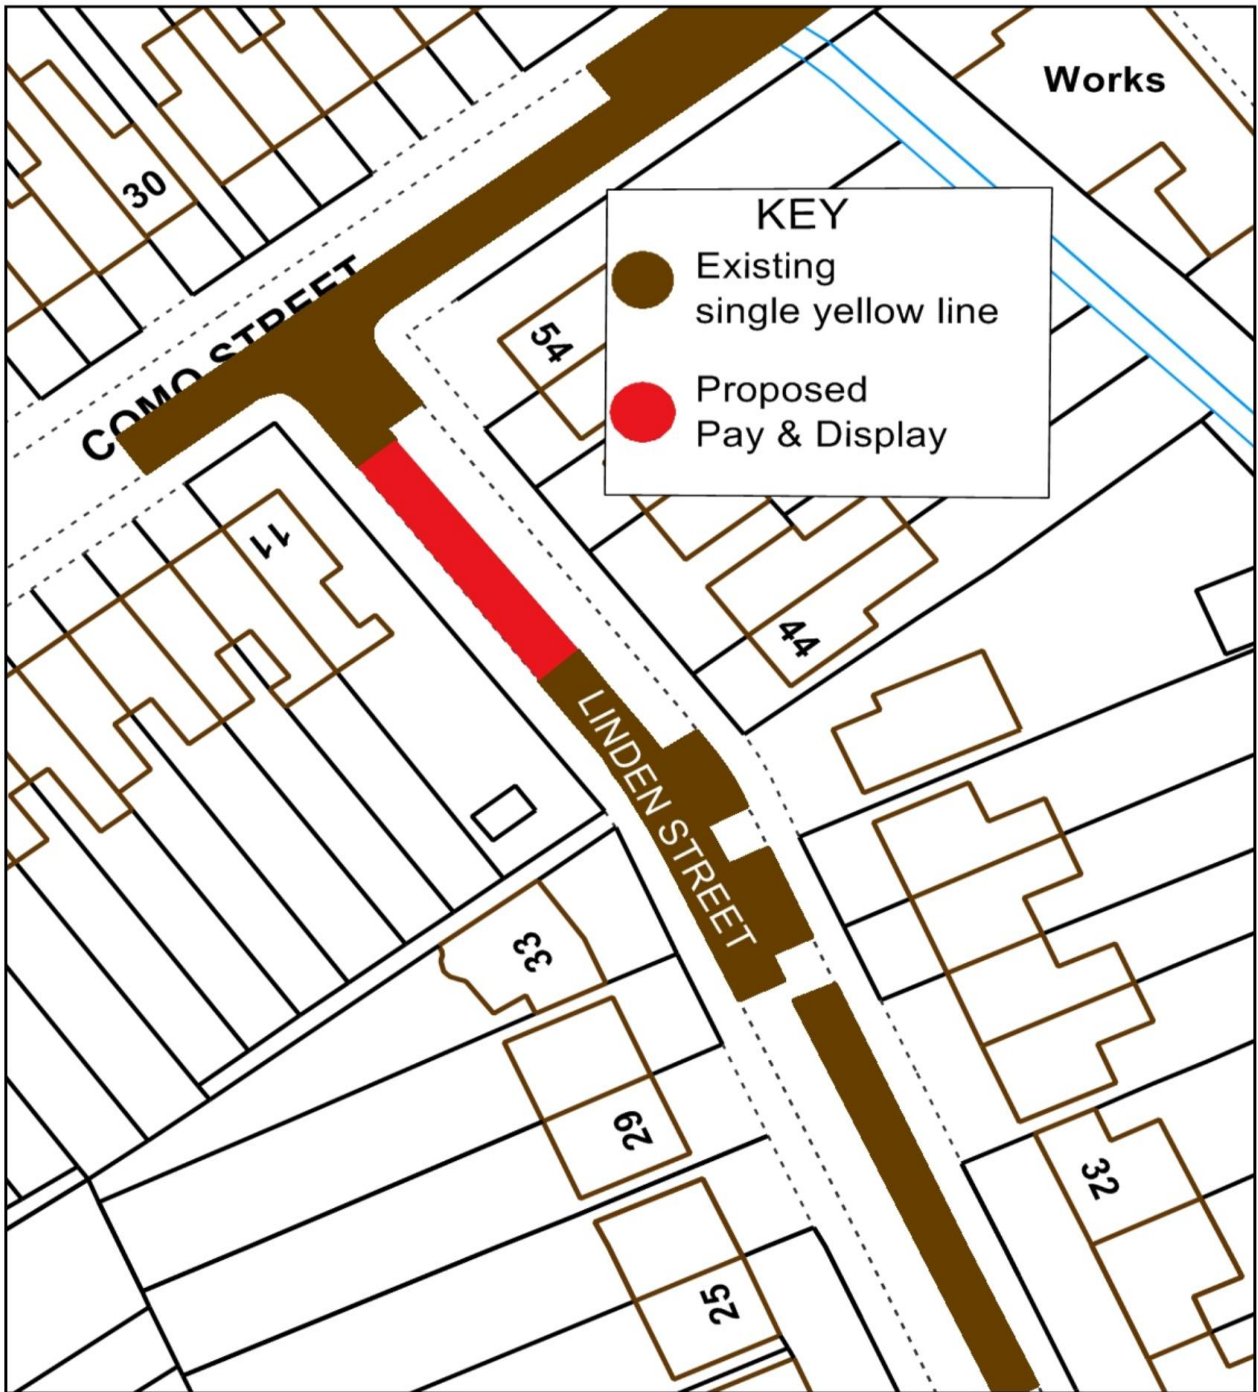 Works
30
KEY
Existing
single yellow line
Proposed
Pay & Display
COMO STREET
54
11
44
LINDEN STREET
33
29
32
25